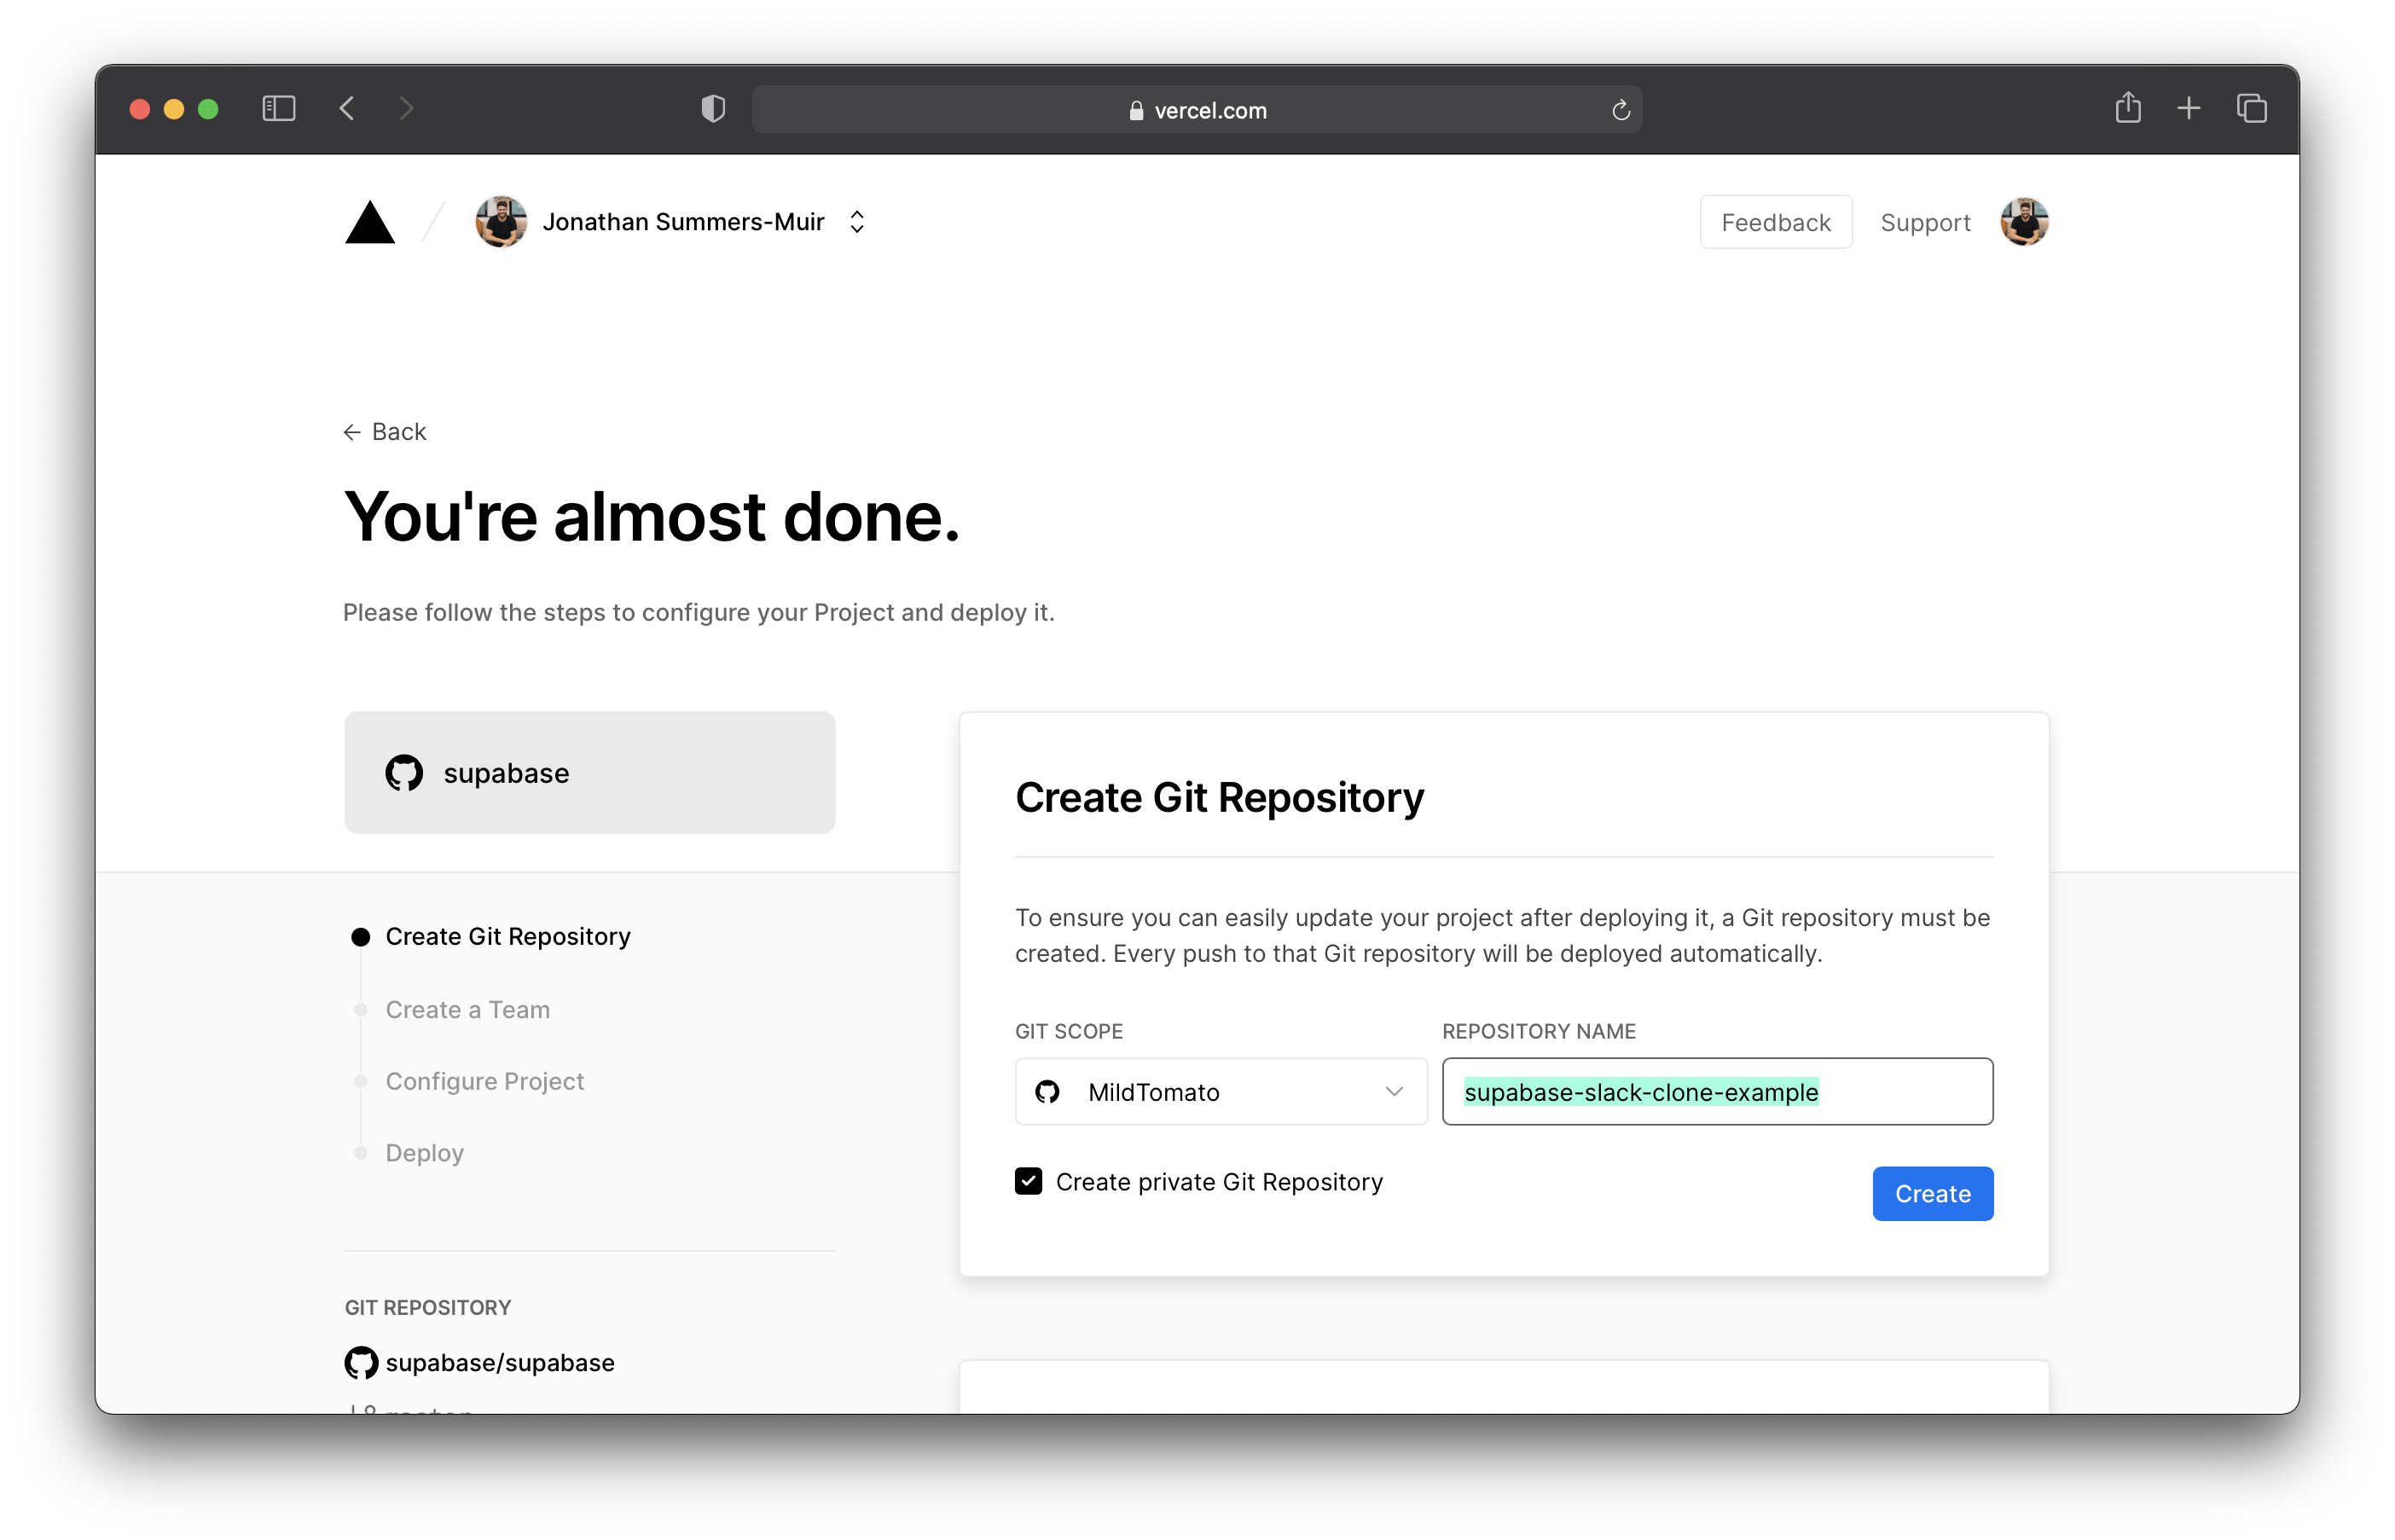 vercel.com
Jonathan Summers-Muir
Feedback
Support
Back
You're almost done.
Please follow the steps to configure your Project and deploy it.
supabase
Create Git Repository
Create a Team
Configure Project
Deploy
GIT REPOSITORY
supabase/supabase
Create Git Repository
To ensure you can easily update your project after deploying it, a Git repository must be
created. Every push to that Git repository will be deployed automatically.
GIT SCOPE
REPOSITORY NAME
MildTomato
supabase-slack-clone-example
Create private Git Repository
Create